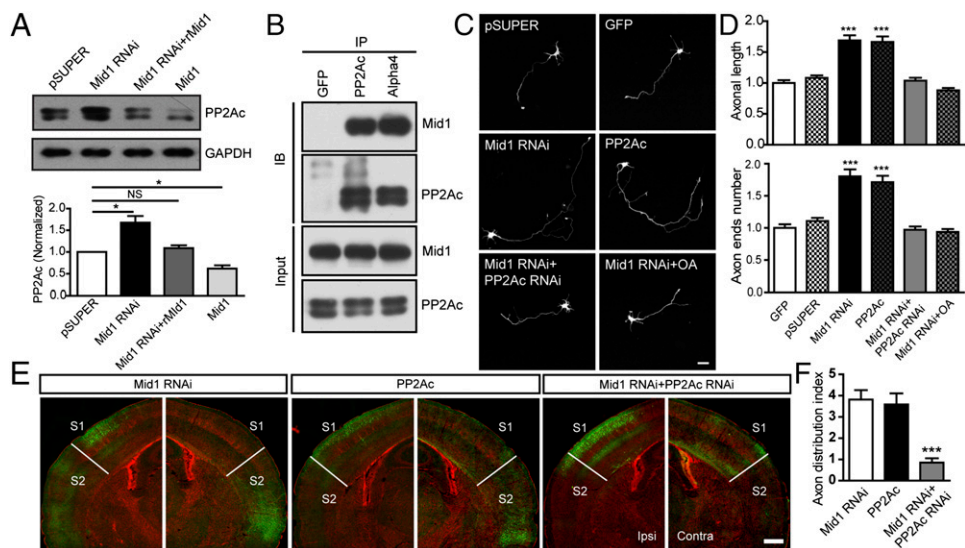 A
pSUPER
Mid1 RNAi
Mid1 RNAi+rMid1
Mid1
PP2Ac
GAPDH
*
NS
*
PP2Ac (Normalized)
2.0
1.5
1.0
0.5
0.0
pSUPER
Mid1 RNAi
Mid1 RNAi+rMid1
Mid1
B
IP
GFP
PP2Ac
Alpha4
IB
Mid1
PP2Ac
Input
Mid1
PP2Ac
C
pSUPER
GFP
Mid1 RNAi
PP2Ac
Mid1 RNAi+
PP2Ac RNAi
Mid1 RNAi+OA
D
Axonal length
2.0
1.5
1.0
0.5
0.0
*** ***
Axon ends number
2.0
1.5
1.0
0.5
0.0
*** ***
GFP
pSUPER
Mid1 RNAi
PP2Ac
Mid1 RNAi+
PP2Ac RNAi
Mid1 RNAi+OA
E
Mid1 RNAi
PP2Ac
Mid1 RNAi+PP2Ac RNAi
S1 S1
S2 S2
S1 S1
S2 S2
S1 S1
S2 S2
Ipsi Contra
F
Axon distribution index
5
4
3
2
1
0
***
Mid1 RNAi
PP2Ac
Mid1 RNAi+
PP2Ac RNAi